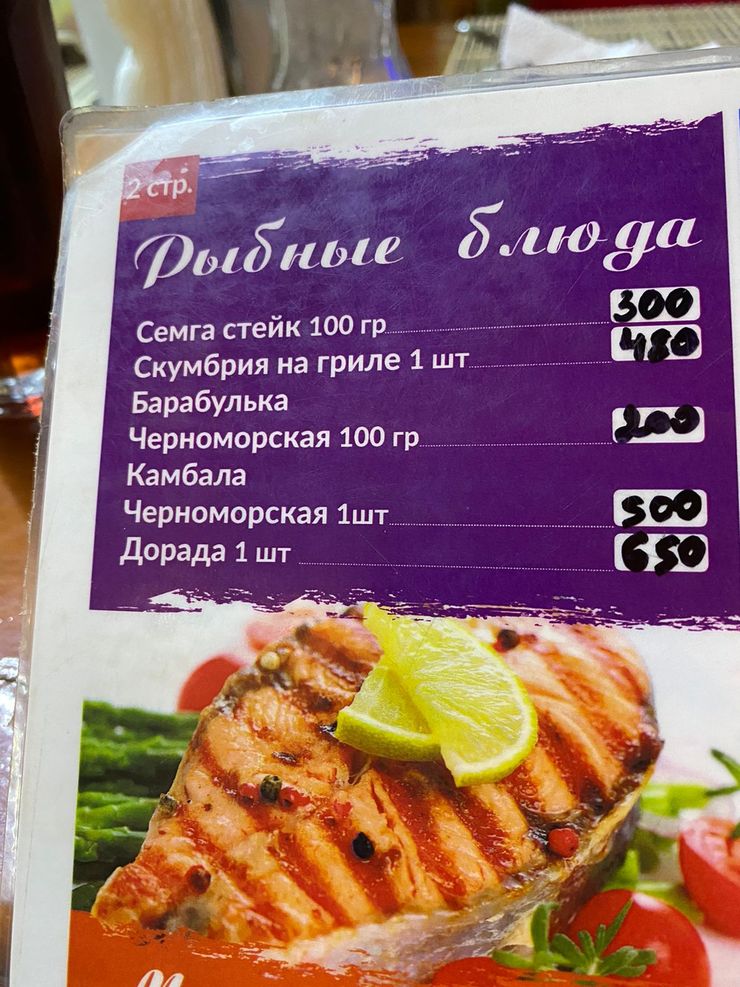 2 стр.
Рыбные блюда
Семга стейк 100 гр 300
Скумбрия на гриле 1 шт 480
Барабулька
Черноморская 100 гр 200
Камбала
Черноморская 1шт 500
Дорада 1 шт 650